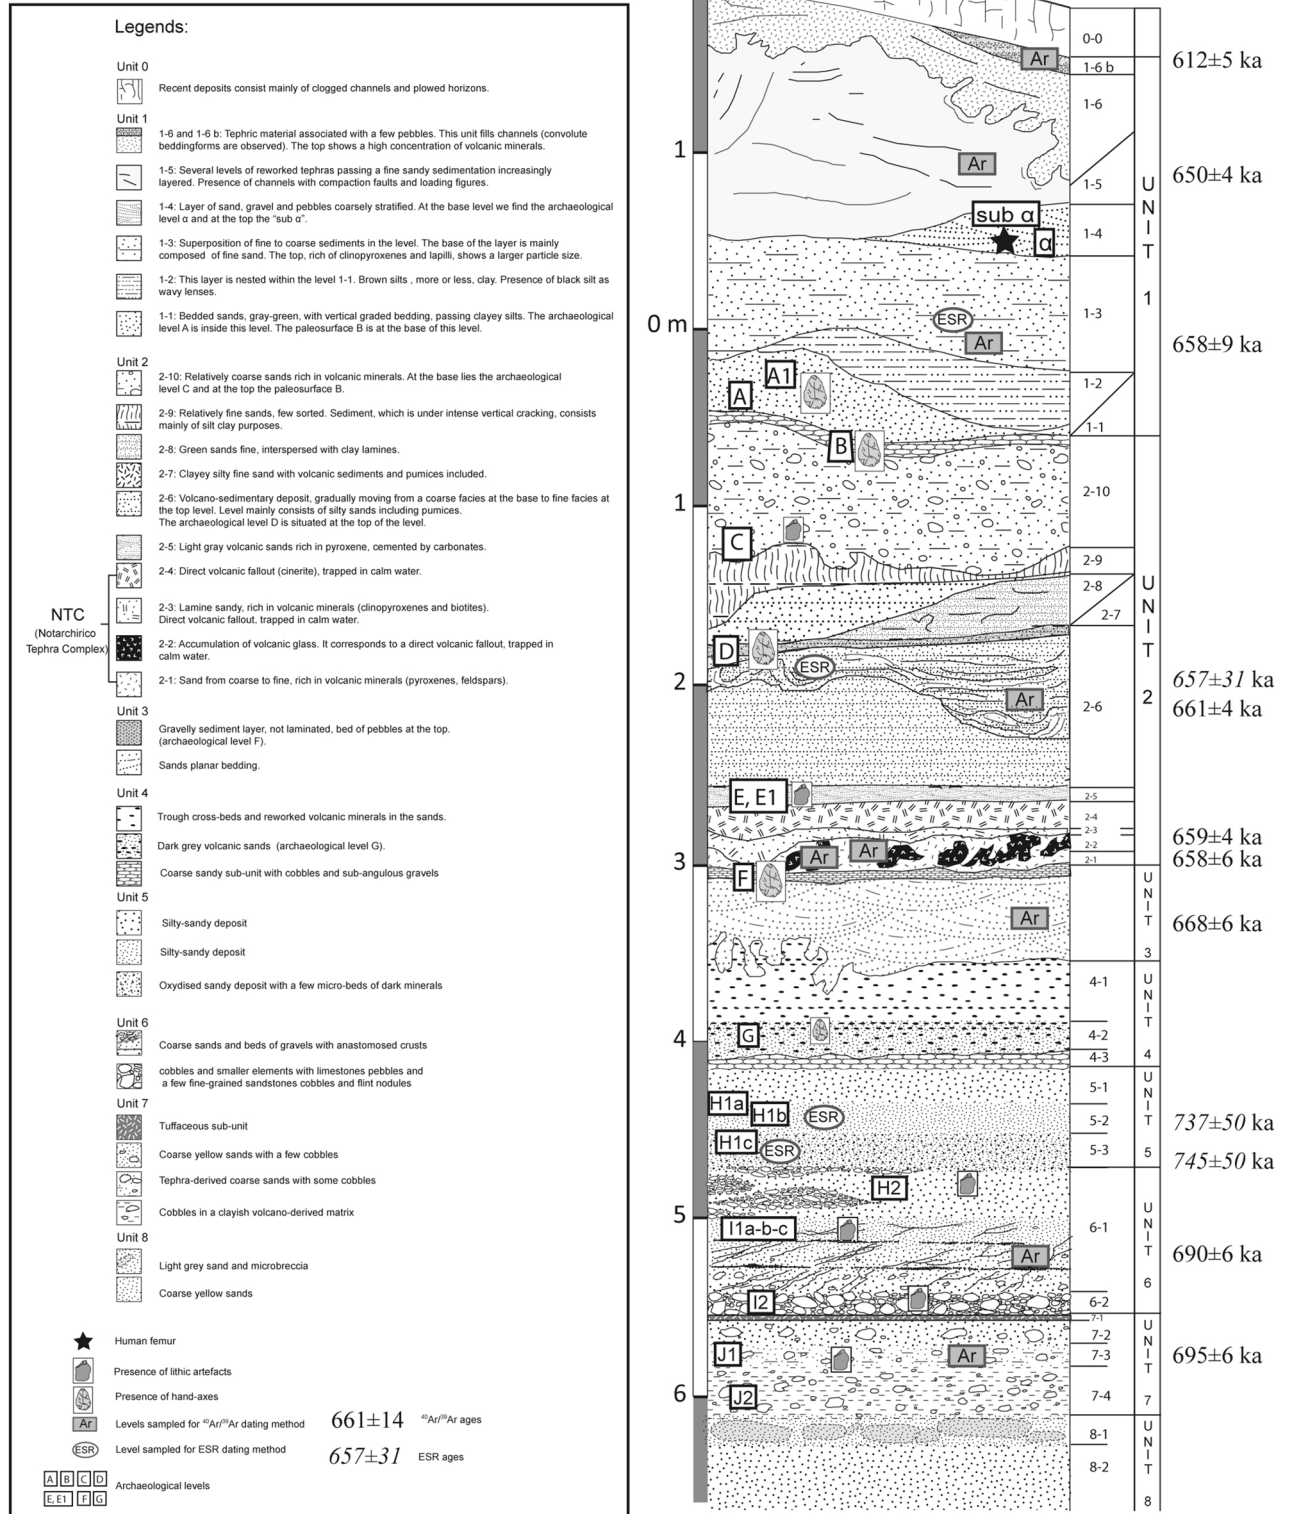 Legends:
Unit 0
Recent deposits consist mainly of clogged channels and plowed horizons.
Unit 1
1-6 and 1-6 b: Tephric material associated with a few pebbles. This unit fills channels (convolute
beddingforms are observed). The top shows a high concentration of volcanic minerals.
1-5: Several levels of reworked tephras passing a fine sandy sedimentation increasingly
layered. Presence of channels with compaction faults and loading figures.
1-4: Layer of sand, gravel and pebbles coarsely stratified. At the base level we find the archaeological
level α and at the top the “sub α”.
1-3: Superposition of fine to coarse sediments in the level. The base of the layer is mainly
composed of fine sand. The top, rich of clinopyroxenes and lapilli, shows a larger particle size.
1-2: This layer is nested within the level 1-1. Brown silts , more or less, clay. Presence of black silt as
wavy lenses.
1-1: Bedded sands, gray-green, with vertical graded bedding, passing clayey silts. The archaeological
level A is inside this level. The paleosurface B is at the base of this level.
Unit 2
2-10: Relatively coarse sands rich in volcanic minerals. At the base lies the archaeological
level C and at the top the paleosurface B.
2-9: Relatively fine sands, few sorted. Sediment, which is under intense vertical cracking, consists
mainly of silt clay purposes.
2-8: Green sands fine, interspersed with clay lamines.
2-7: Clayey silty fine sand with volcanic sediments and pumices included.
2-6: Volcano-sedimentary deposit, gradually moving from a coarse facies at the base to fine facies at
the top level. Level mainly consists of silty sands including pumices.
The archaeological level D is situated at the top of the level.
2-5: Light gray volcanic sands rich in pyroxene, cemented by carbonates.
2-4: Direct volcanic fallout (cinerite), trapped in calm water.
2-3: Lamine sandy, rich in volcanic minerals (clinopyroxenes and biotites).
Direct volcanic fallout, trapped in calm water.
2-2: Accumulation of volcanic glass. It corresponds to a direct volcanic fallout, trapped in
calm water.
2-1: Sand from coarse to fine, rich in volcanic minerals (pyroxenes, feldspars).
NTC
(Notarchirico
Tephra Complex)
Unit 3
Gravelly sediment layer, not laminated, bed of pebbles at the top.
(archaeological level F).
Sands planar bedding.
Unit 4
Trough cross-beds and reworked volcanic minerals in the sands.
Dark grey volcanic sands (archaeological level G).
Coarse sandy sub-unit with cobbles and sub-angulous gravels
Unit 5
Silty-sandy deposit
Silty-sandy deposit
Oxydised sandy deposit with a few micro-beds of dark minerals
Unit 6
Coarse sands and beds of gravels with anastomosed crusts
cobbles and smaller elements with limestones pebbles and
a few fine-grained sandstones cobbles and flint nodules
Unit 7
Tuffaceous sub-unit
Coarse yellow sands with a few cobbles
Tephra-derived coarse sands with some cobbles
Cobbles in a clayish volcano-derived matrix
Unit 8
Light grey sand and microbreccia
Coarse yellow sands
Human femur
Presence of lithic artefacts
Presence of hand-axes
Ar Levels sampled for ⁴⁰Ar/³⁹Ar dating method 661±14 ⁴⁰Ar/³⁹Ar ages
ESR Level sampled for ESR dating method 657±31 ESR ages
A B C D
Archaeological levels
E, E1 F G
1
0 m
1
2
3
4
5
6
Ar
Ar
sub α
α
ESR
Ar
A1
A
B
C
D
ESR
Ar
E, E1
Ar
Ar
F
Ar
G
H1a
H1b
ESR
H1c
ESR
H2
I1a-b-c
Ar
I2
J1
Ar
J2
0-0
1-6 b
1-6
1-5
1-4
1-3
1-2
1-1
2-10
2-9
2-8
2-7
2-6
2-5
2-4
2-3
2-2
2-1
4-1
4-2
4-3
5-1
5-2
5-3
6-1
6-2
7-1
7-2
7-3
7-4
8-1
8-2
UNIT 1
UNIT 2
UNIT 3
UNIT 4
UNIT 5
UNIT 6
UNIT 7
UNIT 8
612±5 ka
650±4 ka
658±9 ka
657±31 ka
661±4 ka
659±4 ka
658±6 ka
668±6 ka
737±50 ka
745±50 ka
690±6 ka
695±6 ka